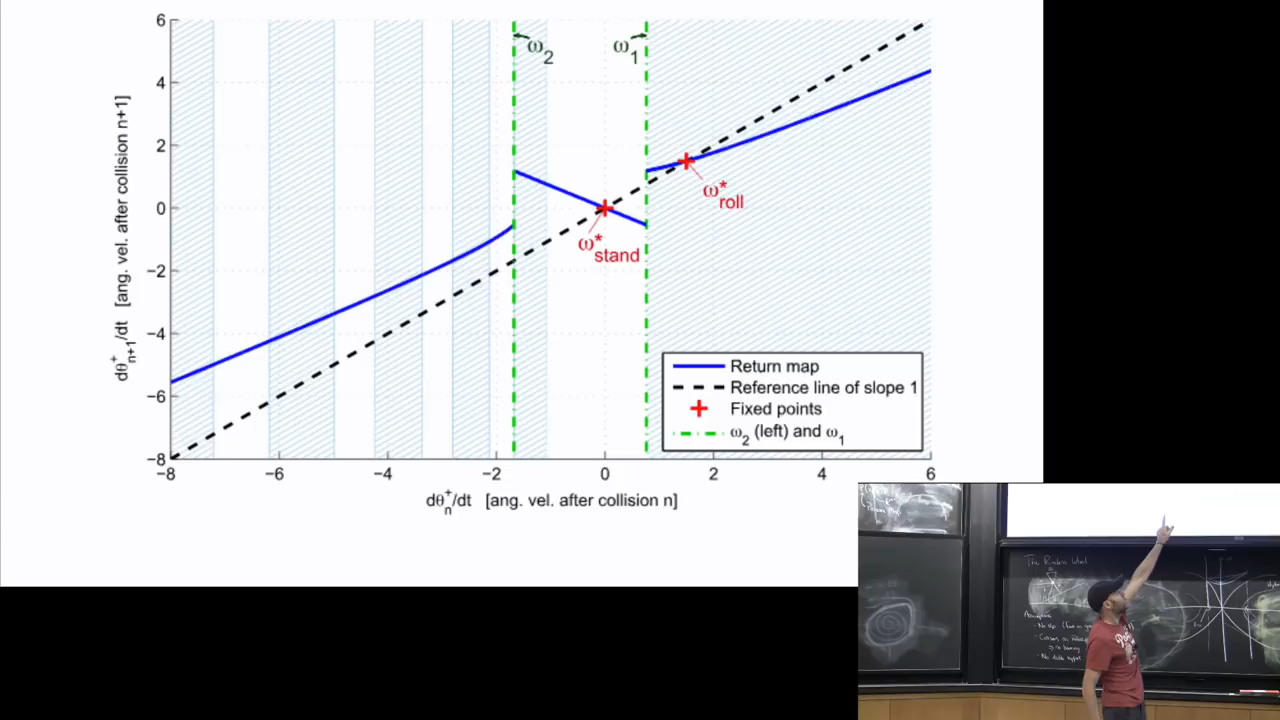 6
4
2
0
−2
−4
−6
−8
dθ+n+1/dt [ang. vel. after collision n+1]
ω2
ω1
ω*roll
ω*stand
Return map
Reference line of slope 1
Fixed points
ω2 (left) and ω1
−8 −6 −4 −2 0 2 4 6
dθ+n/dt [ang. vel. after collision n]
The Rimless Wheel